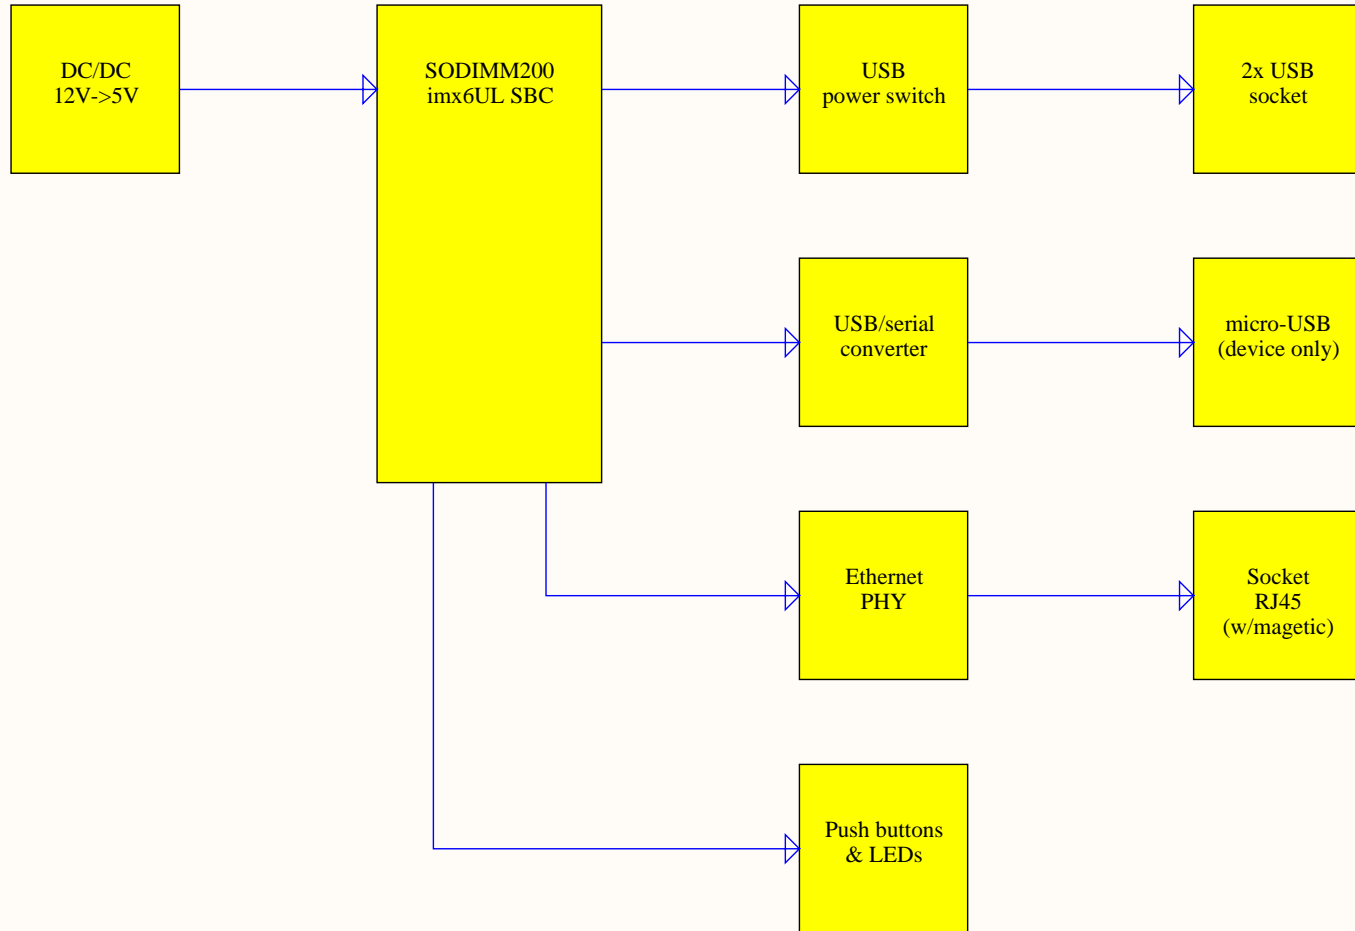 DC/DC
12V->5V
SODIMM200
imx6UL SBC
USB
power switch
2x USB
socket
USB/serial
converter
micro-USB
(device only)
Ethernet
PHY
Socket
RJ45
(w/magetic)
Push buttons
& LEDs